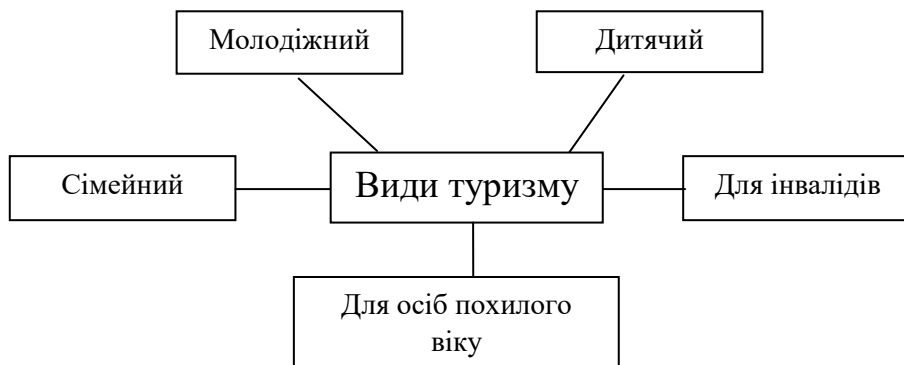 Молодіжний
Дитячий
Сімейний
Види туризму
Для інвалідів
Для осіб похилого
віку